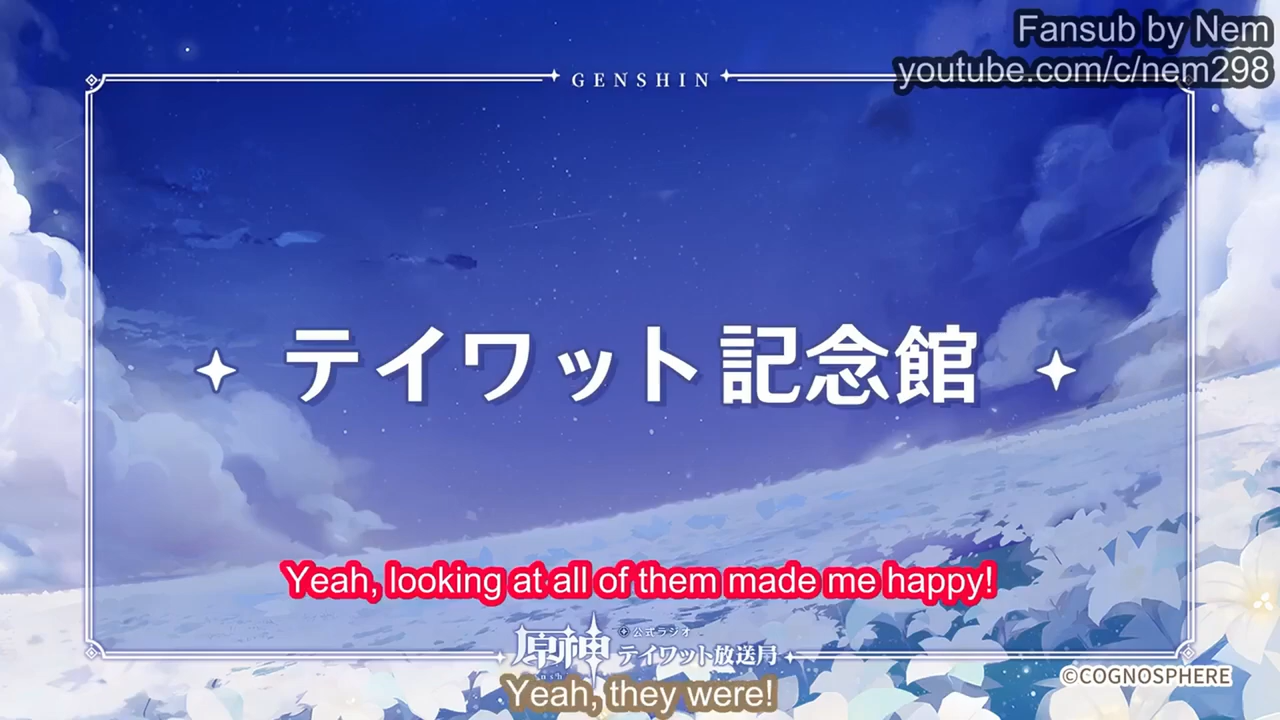 Fansub by Nem
youtube.com/c/nem298
GENSHIN
テイワット記念館
Yeah, looking at all of them made me happy!
原神 公式ラジオ
テイワット放送局
Yeah, they were!
©COGNOSPHERE